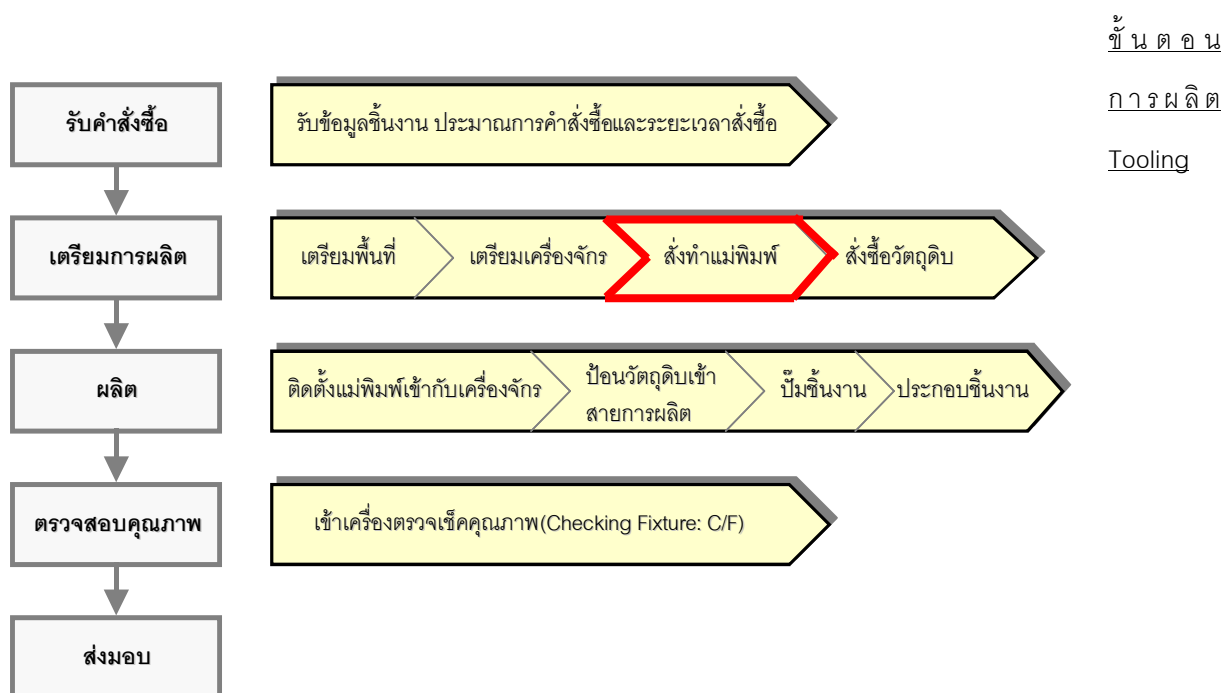 ขั้นตอน
การผลิต
Tooling
รับคำสั่งซื้อ
รับข้อมูลชิ้นงาน ประมาณการคำสั่งซื้อและระยะเวลาสั่งซื้อ
เตรียมการผลิต
เตรียมพื้นที่
เตรียมเครื่องจักร
สั่งทำแม่พิมพ์
สั่งซื้อวัตถุดิบ
ผลิต
ติดตั้งแม่พิมพ์เข้ากับเครื่องจักร
ป้อนวัตถุดิบเข้า
สายการผลิต
ปั๊มชิ้นงาน
ประกอบชิ้นงาน
ตรวจสอบคุณภาพ
เข้าเครื่องตรวจเช็คคุณภาพ(Checking Fixture: C/F)
ส่งมอบ